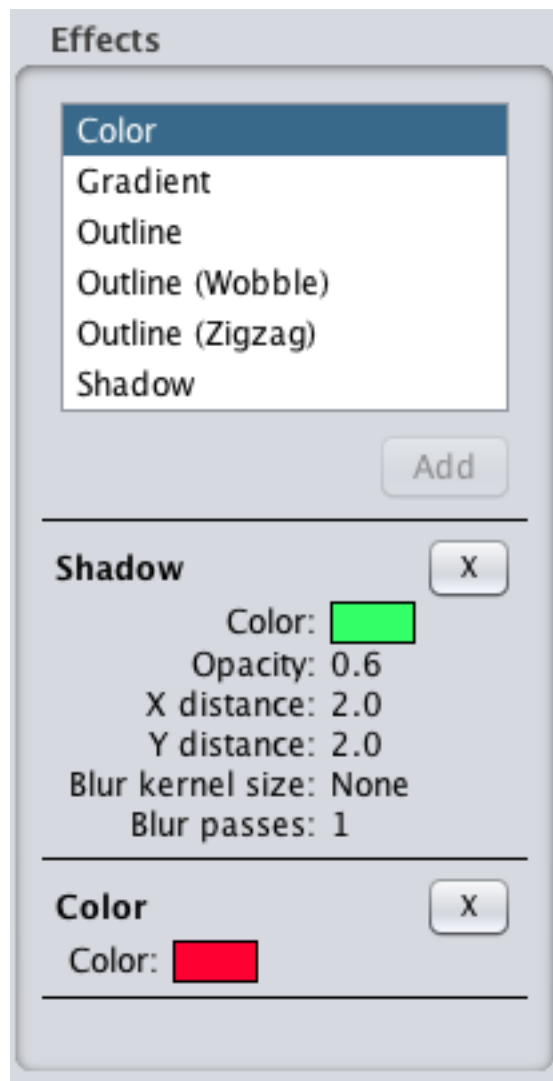 Effects
Color
Gradient
Outline
Outline (Wobble)
Outline (Zigzag)
Shadow
Add
Shadow X
Color:
Opacity: 0.6
X distance: 2.0
Y distance: 2.0
Blur kernel size: None
Blur passes: 1
Color X
Color: